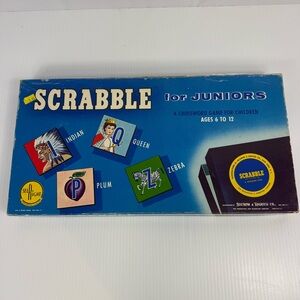 SCRABBLE
for JUNIORS
A CROSSWORD GAME FOR CHILDREN
AGES 6 TO 12
I
INDIAN
Q
QUEEN
P
PLUM
Z
ZEBRA
SCRABBLE
SELCHOW & RIGHTER CO.